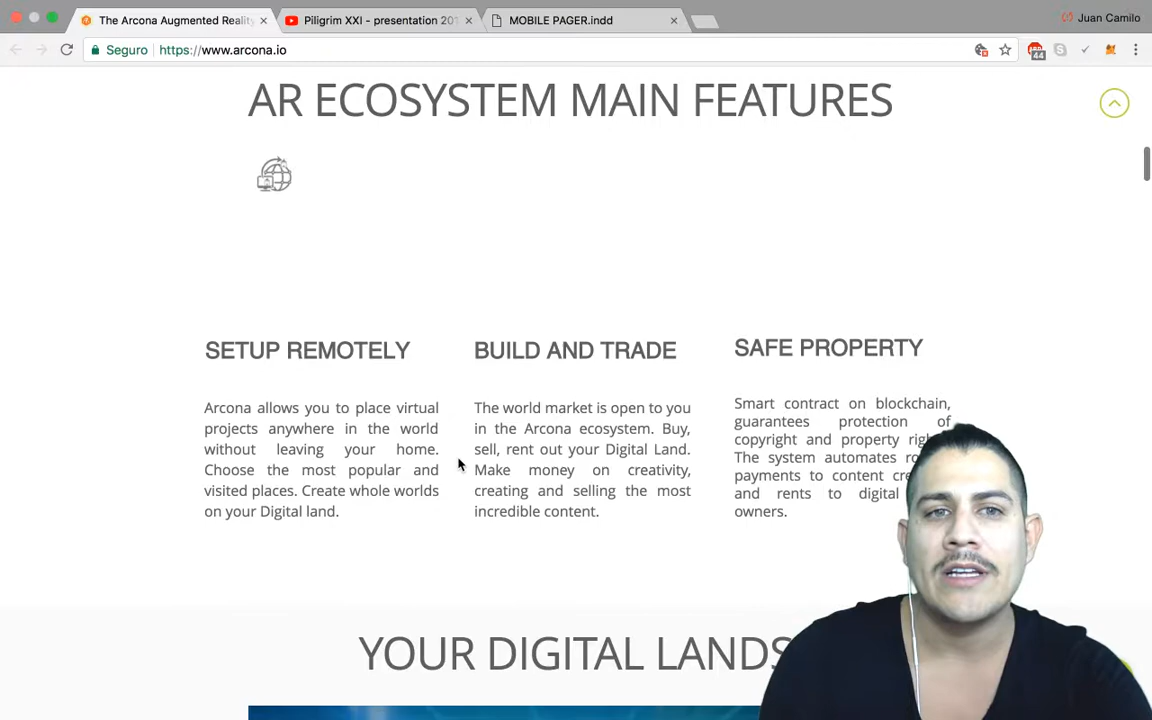 The Arcona Augmented Reality
Piligrim XXI - presentation 201
MOBILE PAGER.indd
Juan Camilo
Seguro
https://www.arcona.io
44
AR ECOSYSTEM MAIN FEATURES
SETUP REMOTELY
Arcona allows you to place virtual
projects anywhere in the world
without leaving your home.
Choose the most popular and
visited places. Create whole worlds
on your Digital land.
BUILD AND TRADE
The world market is open to you
in the Arcona ecosystem. Buy,
sell, rent out your Digital Land.
Make money on creativity,
creating and selling the most
incredible content.
SAFE PROPERTY
Smart contract on blockchain,
guarantees protection of
copyright and property
The system automates
payments to content
and rents to digital
owners.
YOUR DIGITAL LANDS